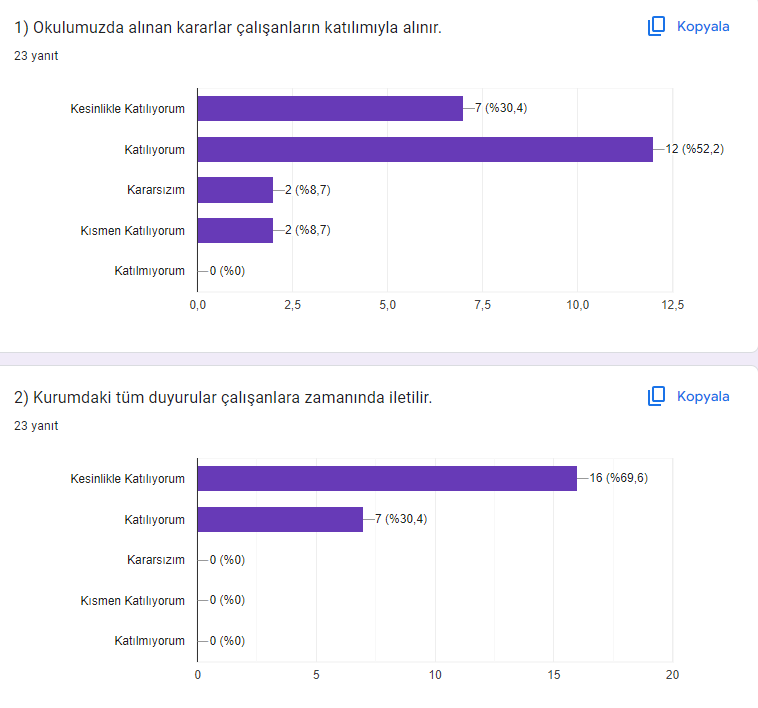 1) Okulumuzda alınan kararlar çalışanların katılımıyla alınır.
Kopyala
23 yanıt
Kesinlikle Katılıyorum
7 (%30,4)
Katılıyorum
12 (%52,2)
Kararsızım
2 (%8,7)
Kısmen Katılıyorum
2 (%8,7)
Katılmıyorum
0 (%0)
0,0 2,5 5,0 7,5 10,0 12,5
2) Kurumdaki tüm duyurular çalışanlara zamanında iletilir.
Kopyala
23 yanıt
Kesinlikle Katılıyorum
16 (%69,6)
Katılıyorum
7 (%30,4)
Kararsızım
0 (%0)
Kısmen Katılıyorum
0 (%0)
Katılmıyorum
0 (%0)
0 5 10 15 20